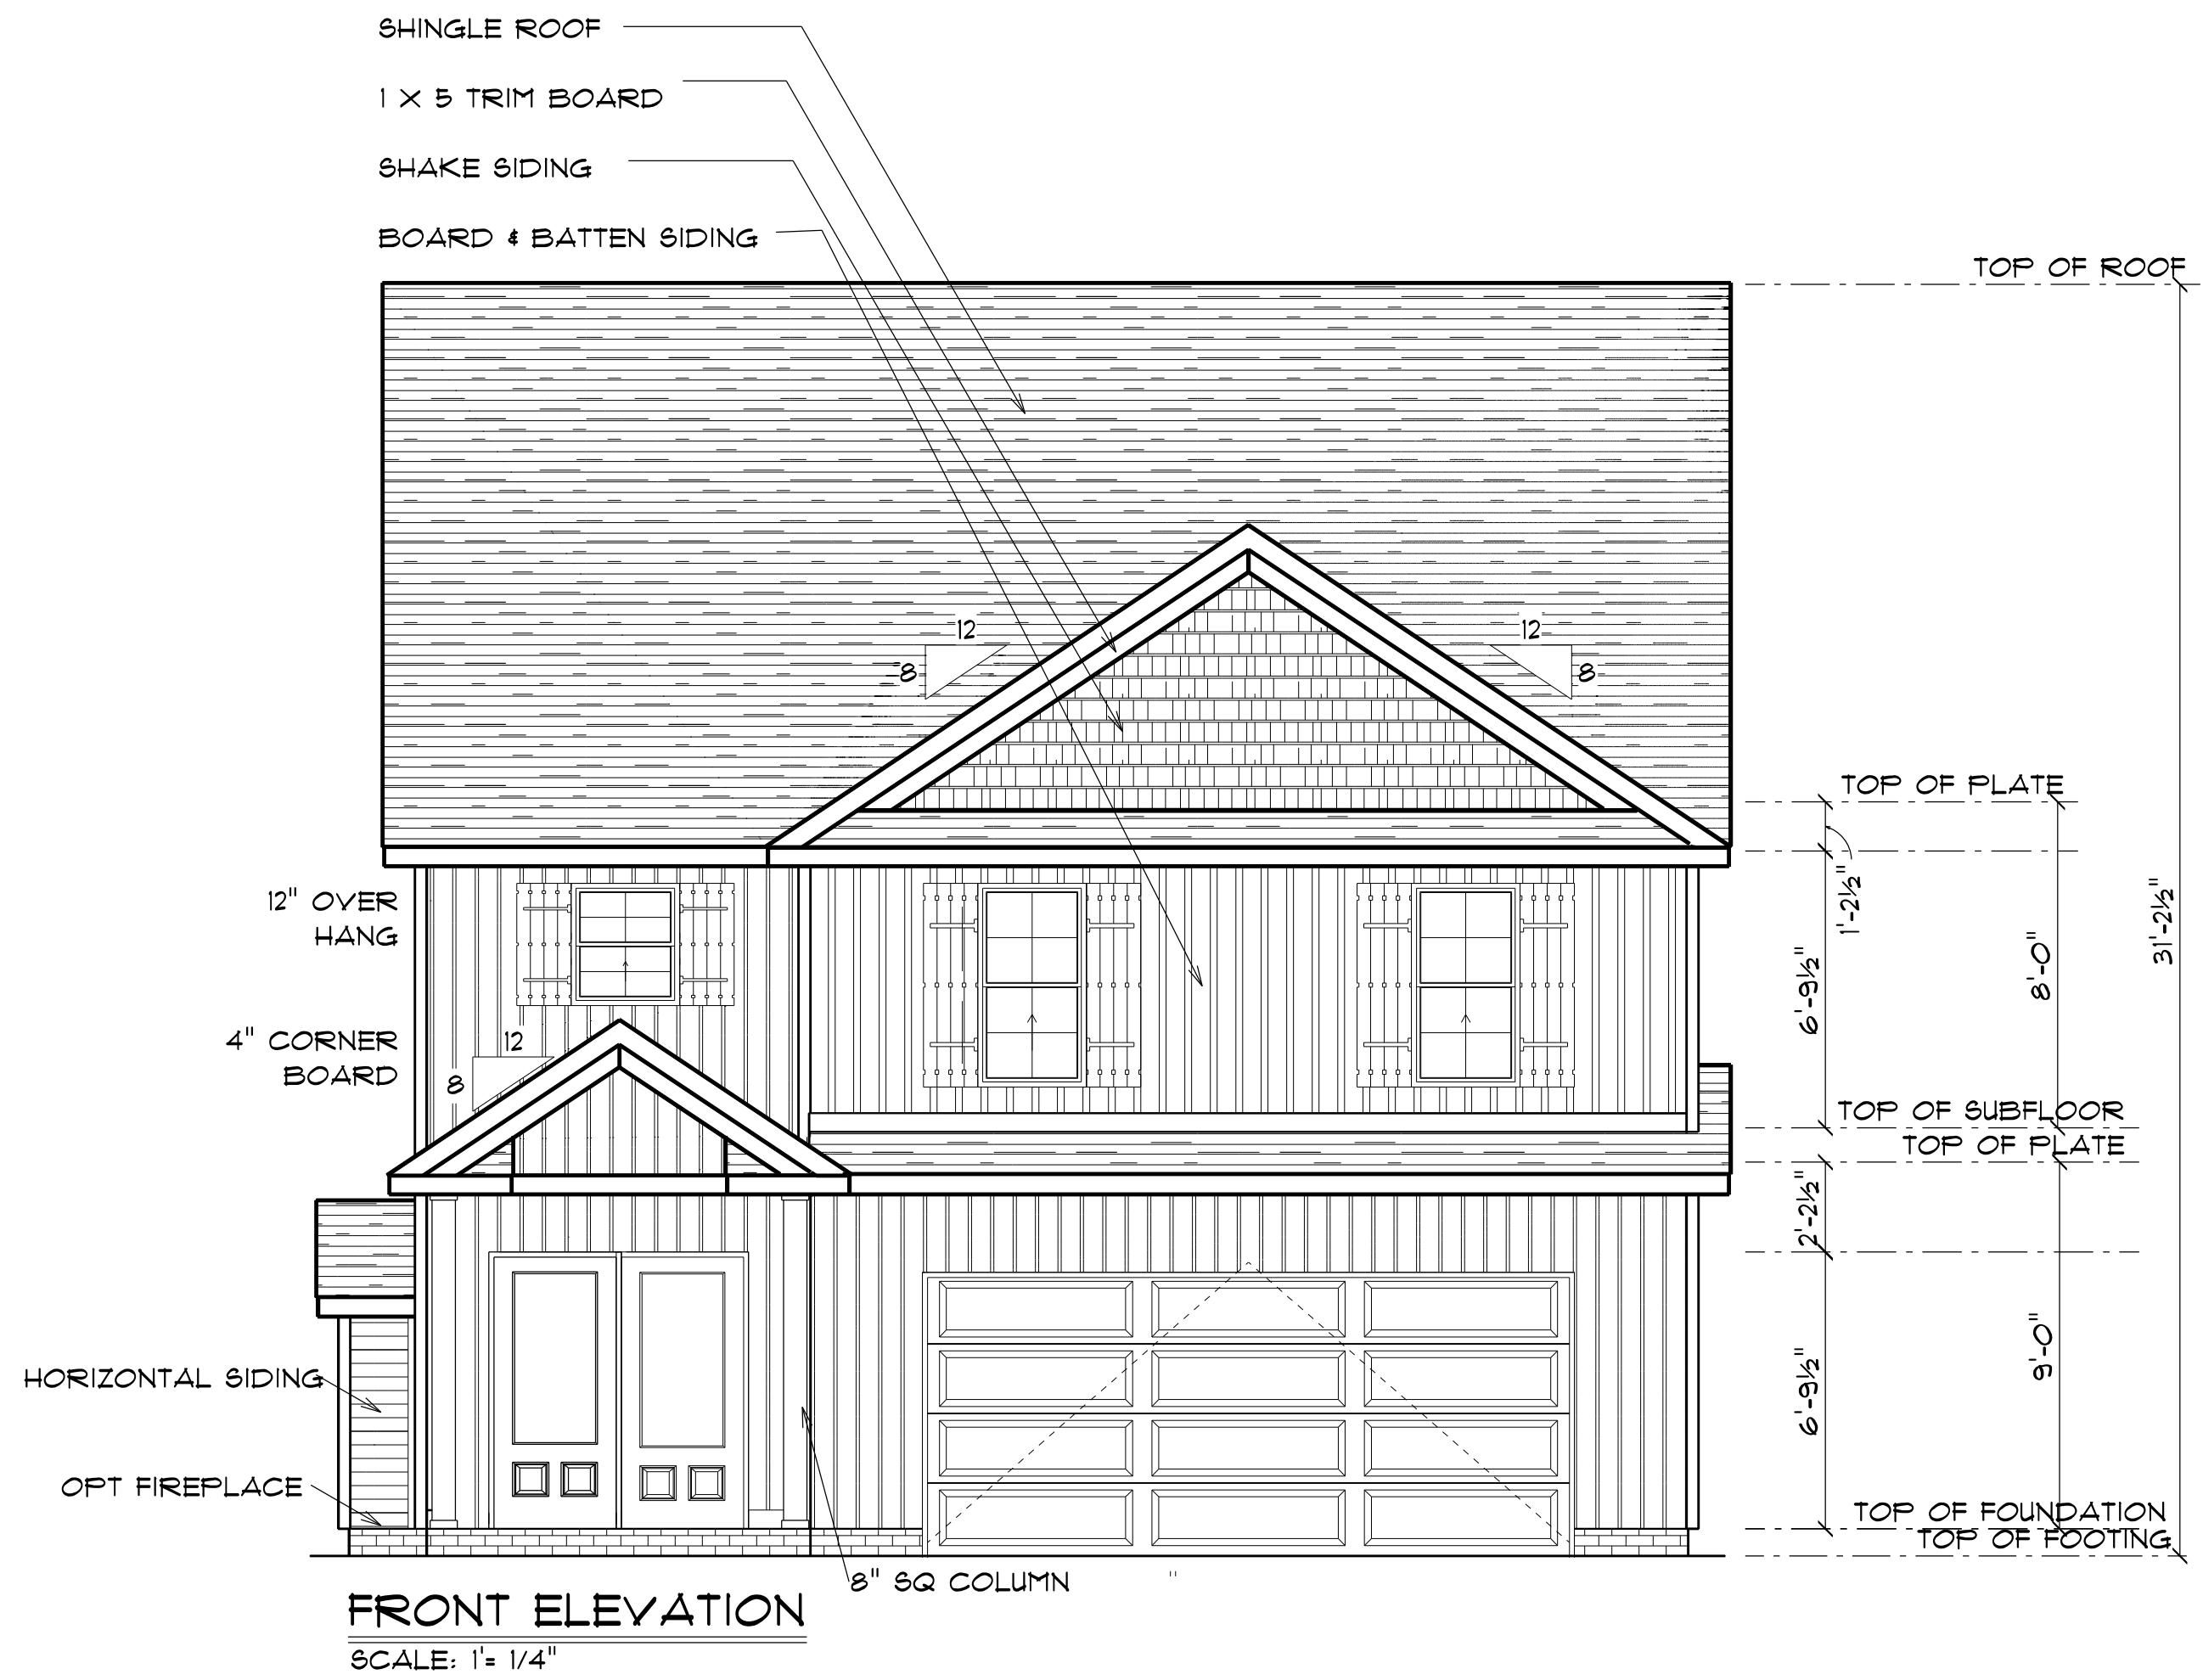 SHINGLE ROOF
1 X 5 TRIM BOARD
SHAKE SIDING
BOARD & BATTEN SIDING
TOP OF ROOF
12
12
8
8
TOP OF PLATE
12" OVER
HANG
1'-2½"
6'-9½"
8'-0"
31'-2½"
4" CORNER
BOARD
12
8
TOP OF SUBFLOOR
TOP OF PLATE
2'-2½"
HORIZONTAL SIDING
6'-9½"
9'-0"
OPT FIREPLACE
TOP OF FOUNDATION
TOP OF FOOTING
8" SQ COLUMN
"
FRONT ELEVATION
SCALE: 1'= 1/4"